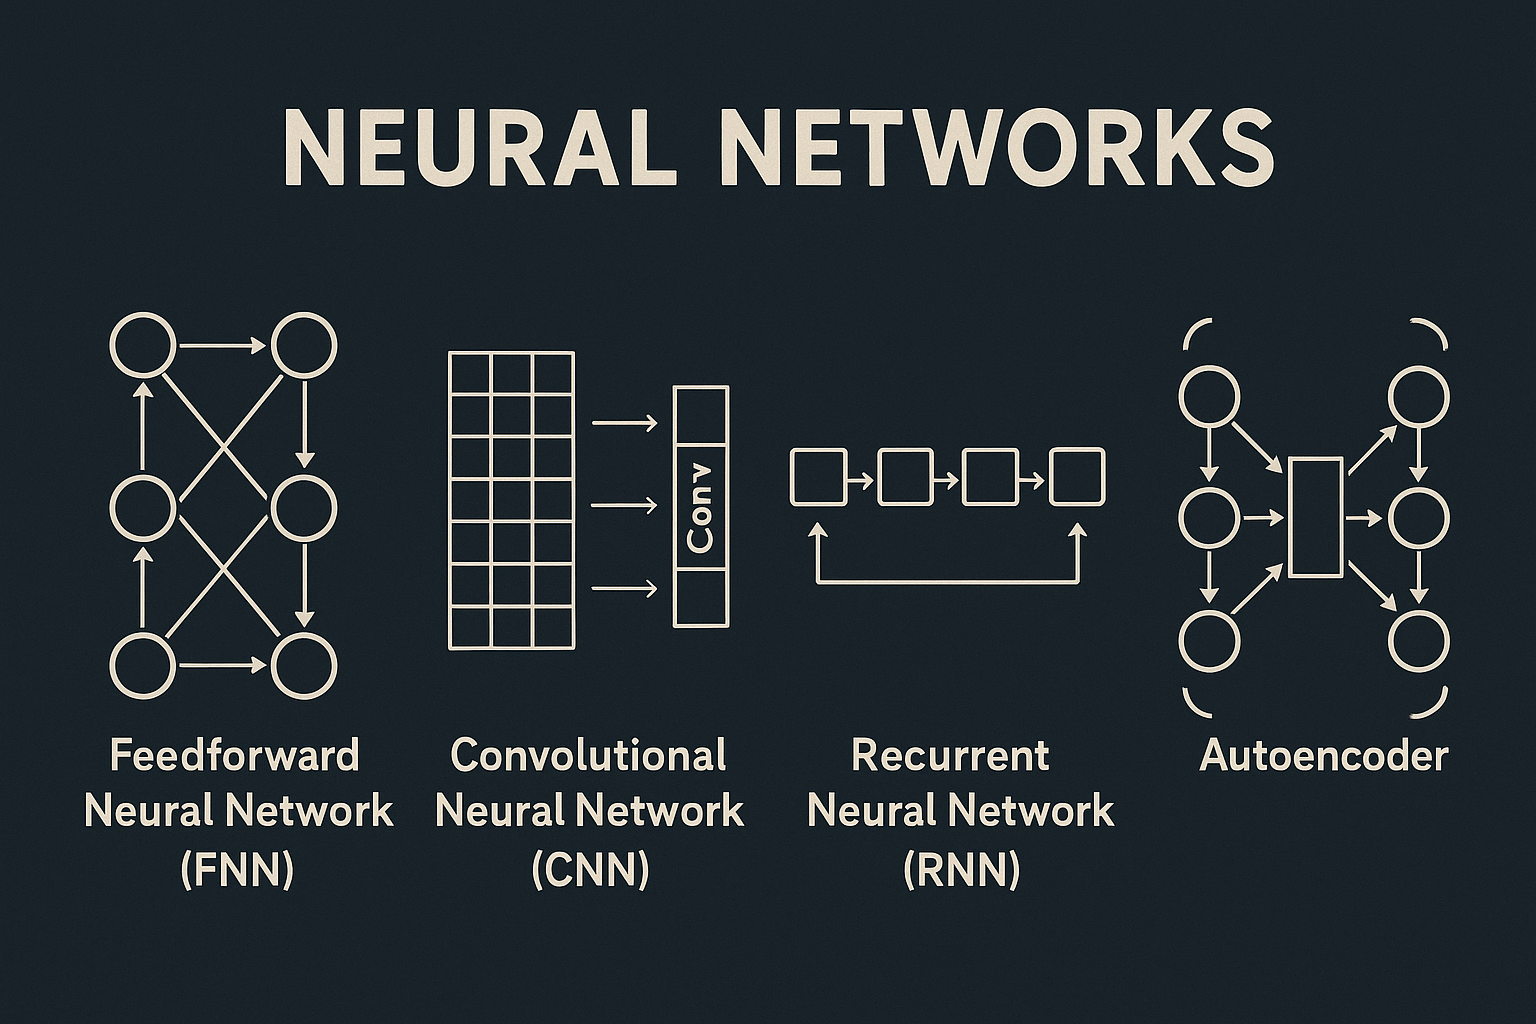 NEURAL NETWORKS
Conv
Feedforward
Neural Network
(FNN)
Convolutional
Neural Network
(CNN)
Recurrent
Neural Network
(RNN)
Autoencoder